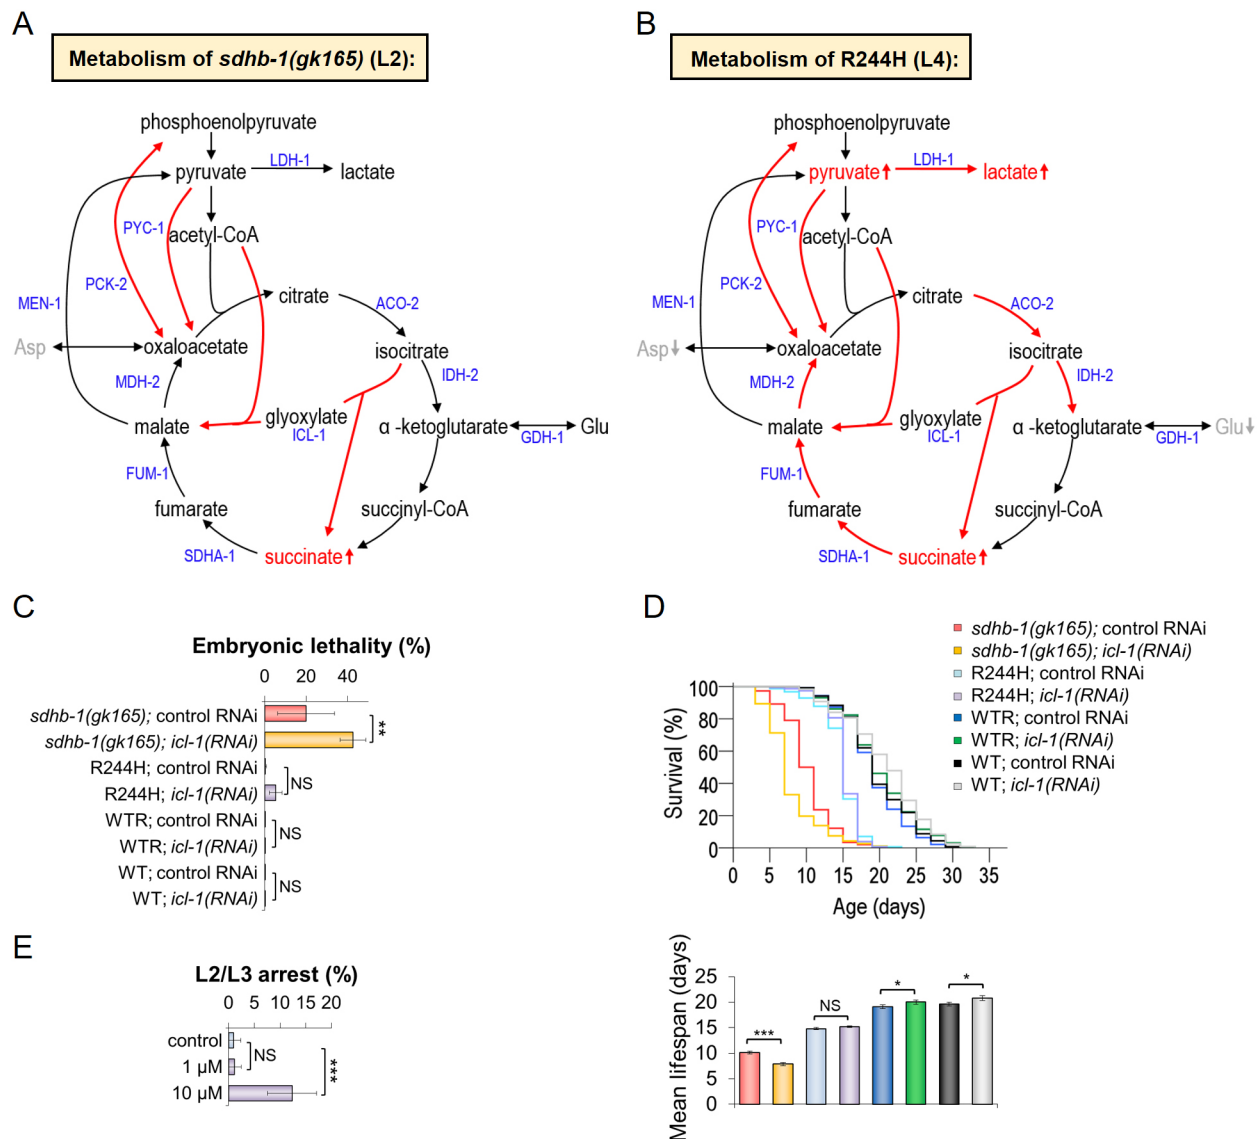 A
Metabolism of sdhb-1(gk165) (L2):
phosphoenolpyruvate
pyruvate
LDH-1
lactate
PYC-1
acetyl-CoA
PCK-2
MEN-1
citrate
ACO-2
Asp
oxaloacetate
isocitrate
MDH-2
IDH-2
malate
glyoxylate
ICL-1
α -ketoglutarate
GDH-1
Glu
FUM-1
fumarate
succinyl-CoA
SDHA-1
succinate↑
B
Metabolism of R244H (L4):
phosphoenolpyruvate
pyruvate↑
LDH-1
lactate↑
PYC-1
acetyl-CoA
PCK-2
MEN-1
citrate
ACO-2
Asp↓
oxaloacetate
isocitrate
MDH-2
IDH-2
malate
glyoxylate
ICL-1
α -ketoglutarate
GDH-1
Glu↓
FUM-1
fumarate
succinyl-CoA
SDHA-1
succinate↑
C
Embryonic lethality (%)
0 20 40
sdhb-1(gk165); control RNAi
sdhb-1(gk165); icl-1(RNAi)
**
R244H; control RNAi
R244H; icl-1(RNAi)
NS
WTR; control RNAi
WTR; icl-1(RNAi)
NS
WT; control RNAi
WT; icl-1(RNAi)
NS
D
sdhb-1(gk165); control RNAi
sdhb-1(gk165); icl-1(RNAi)
R244H; control RNAi
R244H; icl-1(RNAi)
WTR; control RNAi
WTR; icl-1(RNAi)
WT; control RNAi
WT; icl-1(RNAi)
Survival (%)
100
80
60
40
20
0
0 5 10 15 20 25 30 35
Age (days)
Mean lifespan (days)
25
20
15
10
5
0
***
NS
*
*
E
L2/L3 arrest (%)
0 5 10 15 20
control
1 µM
10 µM
NS
***